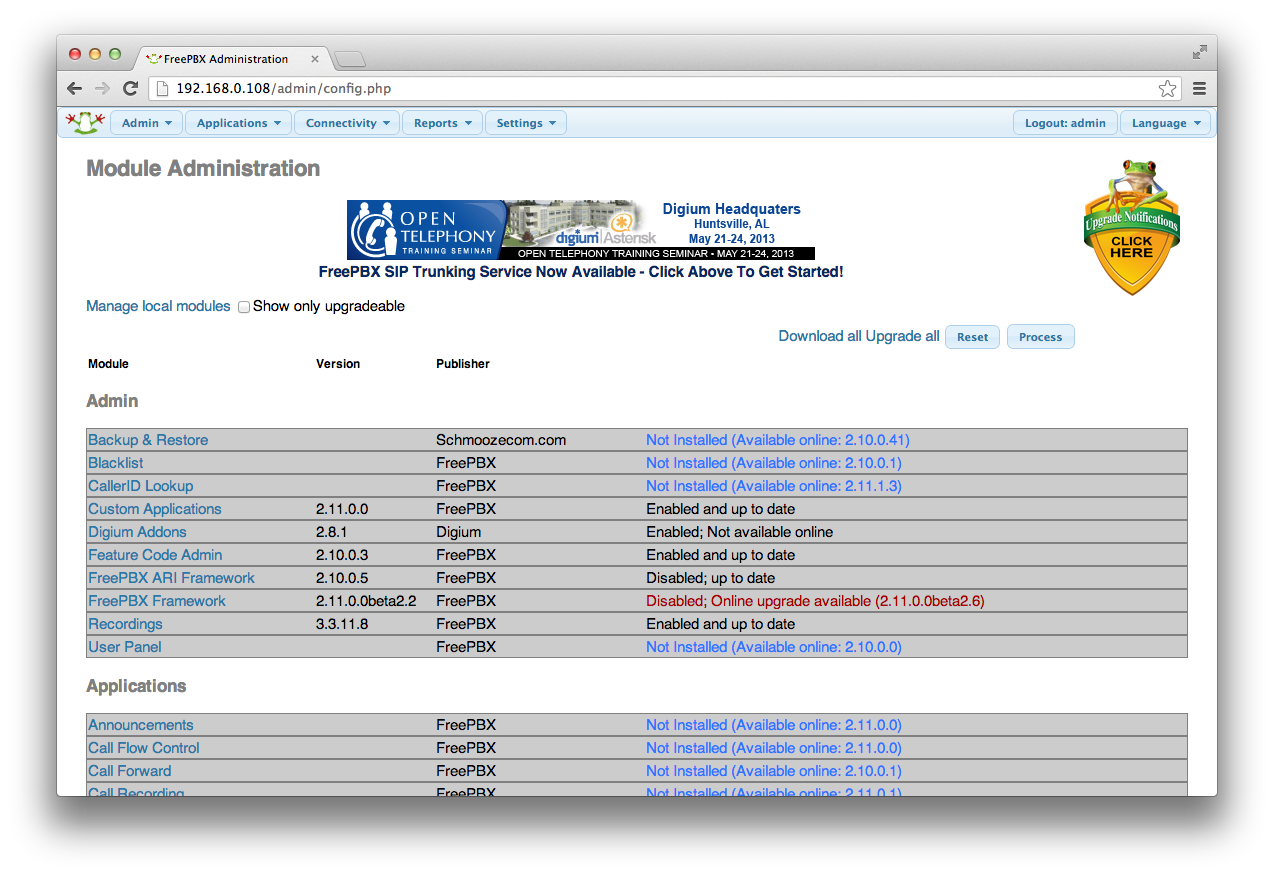 FreePBX Administration
192.168.0.108/admin/config.php
Admin Applications Connectivity Reports Settings Logout: admin Language
Module Administration
OPEN TELEPHONY TRAINING SEMINAR
digium Asterisk
OPEN TELEPHONY TRAINING SEMINAR • MAY 21-24, 2013
Digium Headquaters
Huntsville, AL
May 21-24, 2013
Upgrade Notifications
CLICK HERE
FreePBX SIP Trunking Service Now Available - Click Above To Get Started!
Manage local modules Show only upgradeable
Download all Upgrade all Reset Process
Module Version Publisher
Admin
Backup & Restore Schmoozecom.com Not Installed (Available online: 2.10.0.41)
Blacklist FreePBX Not Installed (Available online: 2.10.0.1)
CallerID Lookup FreePBX Not Installed (Available online: 2.11.1.3)
Custom Applications 2.11.0.0 FreePBX Enabled and up to date
Digium Addons 2.8.1 Digium Enabled; Not available online
Feature Code Admin 2.10.0.3 FreePBX Enabled and up to date
FreePBX ARI Framework 2.10.0.5 FreePBX Disabled; up to date
FreePBX Framework 2.11.0.0beta2.2 FreePBX Disabled; Online upgrade available (2.11.0.0beta2.6)
Recordings 3.3.11.8 FreePBX Enabled and up to date
User Panel FreePBX Not Installed (Available online: 2.10.0.0)
Applications
Announcements FreePBX Not Installed (Available online: 2.11.0.0)
Call Flow Control FreePBX Not Installed (Available online: 2.11.0.0)
Call Forward FreePBX Not Installed (Available online: 2.10.0.1)
Call Recording FreePBX Not Installed (Available online: 2.11.0.1)